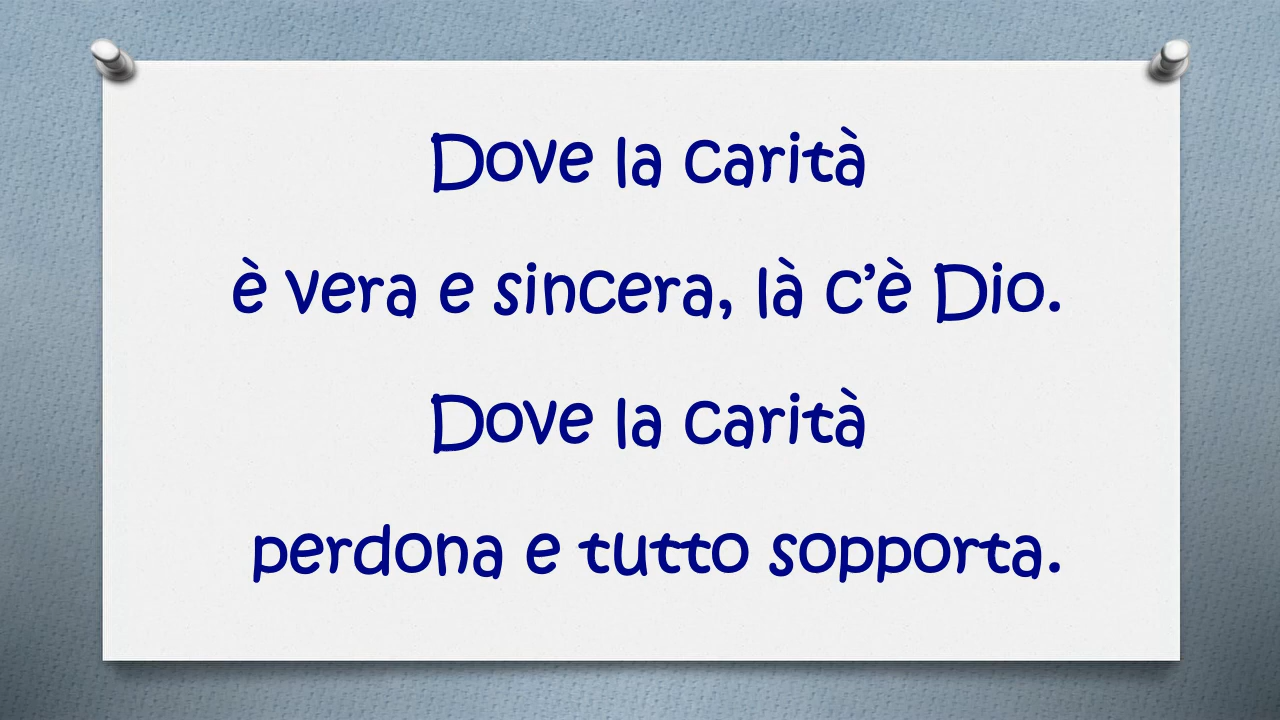 Dove la carità
è vera e sincera, là c’è Dio.
Dove la carità
perdona e tutto sopporta.